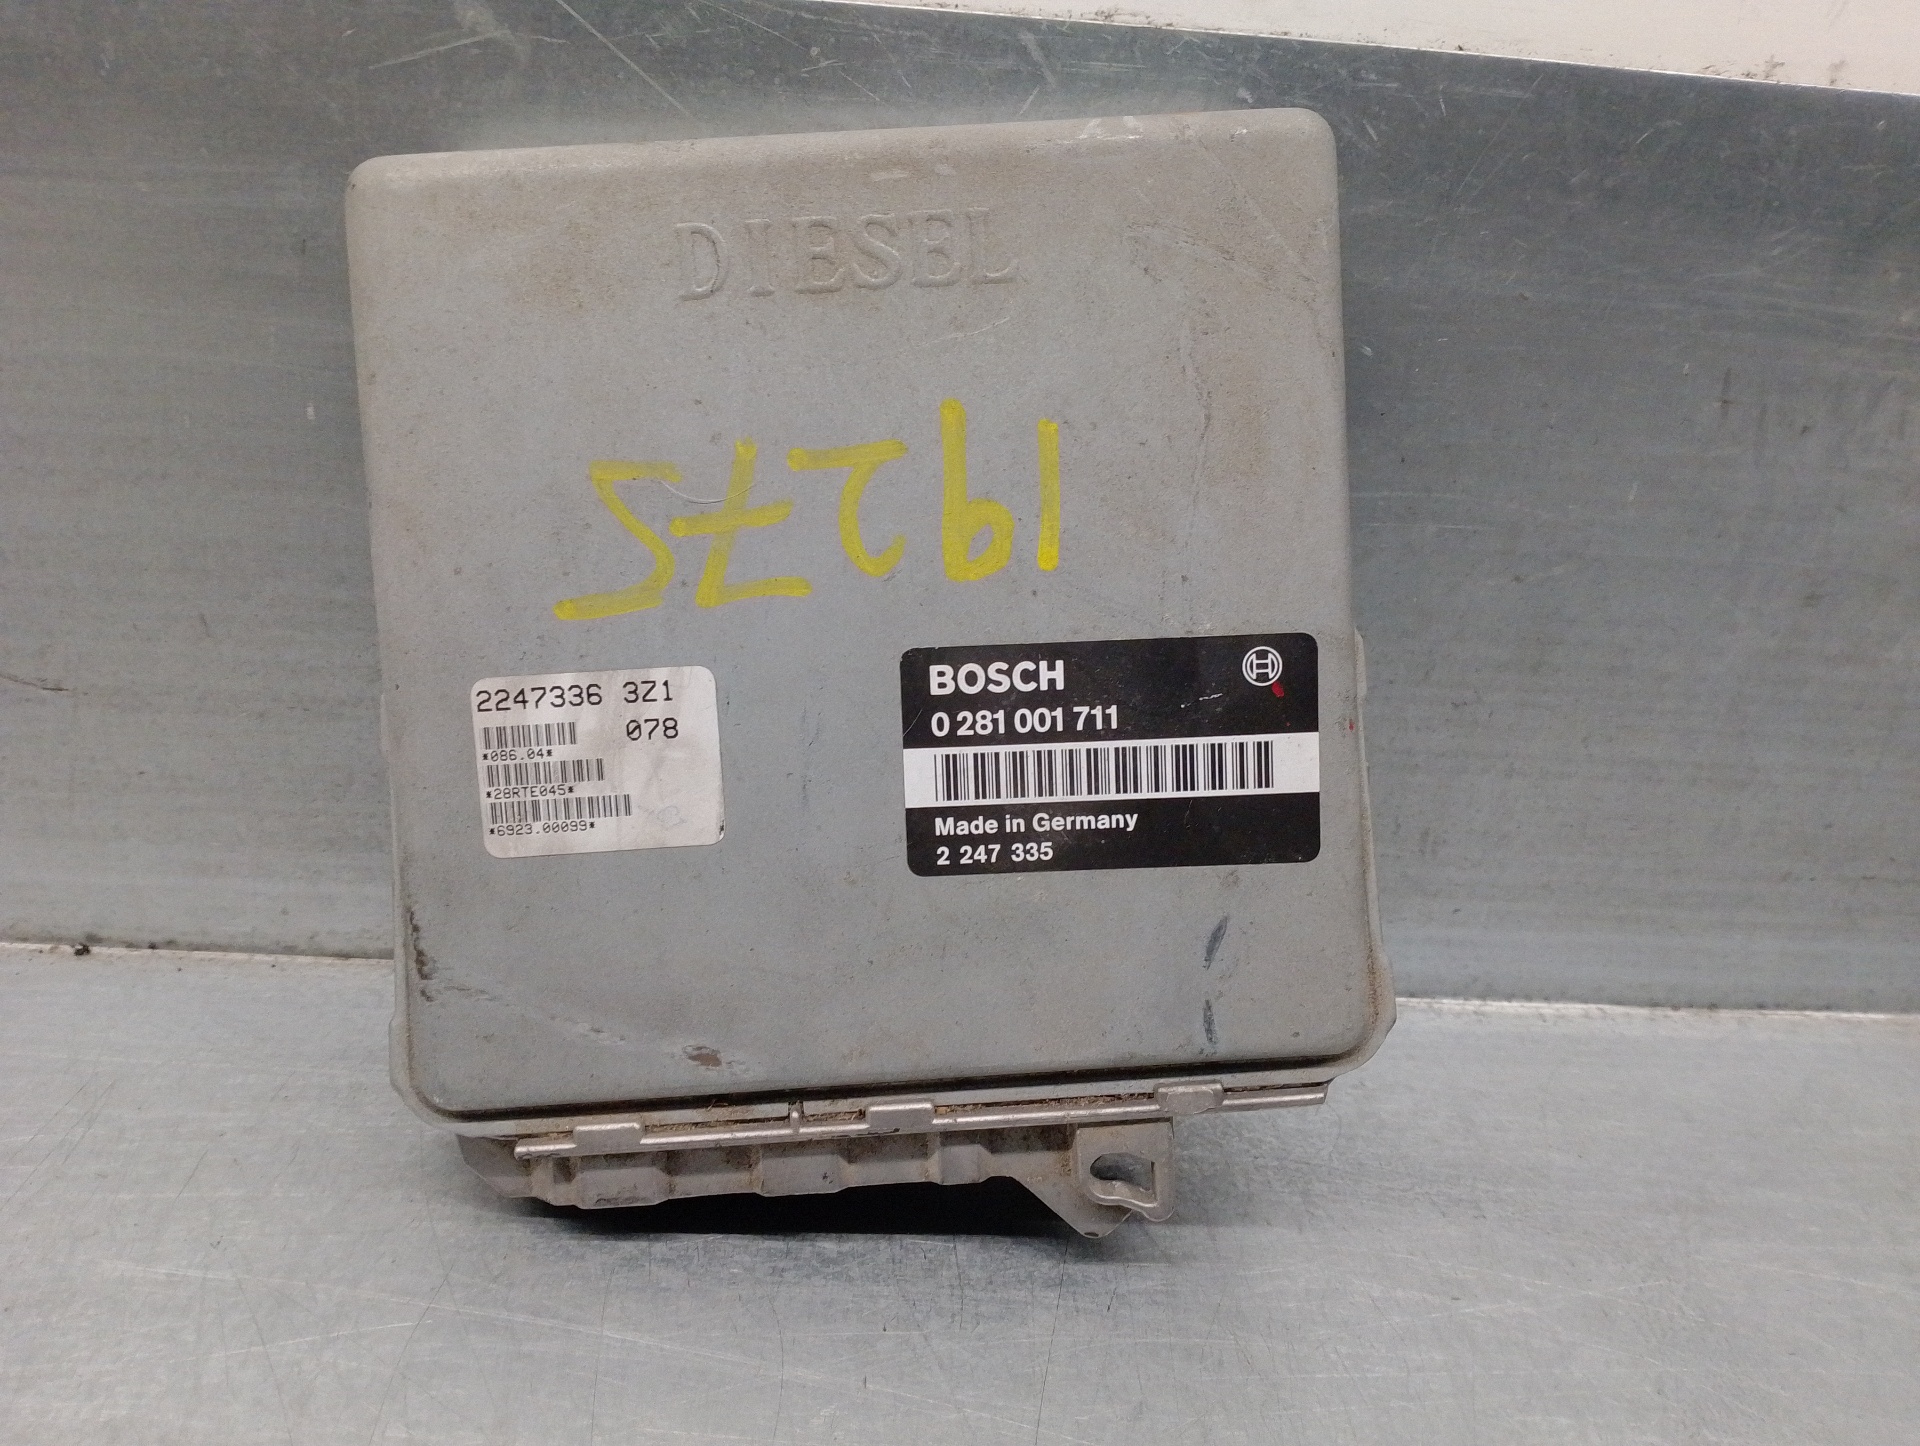 DIESEL
19275
2247336 3Z1
078
*086.04*
*28RTE045*
*6923.00099*
BOSCH
0 281 001 711
Made in Germany
2 247 335